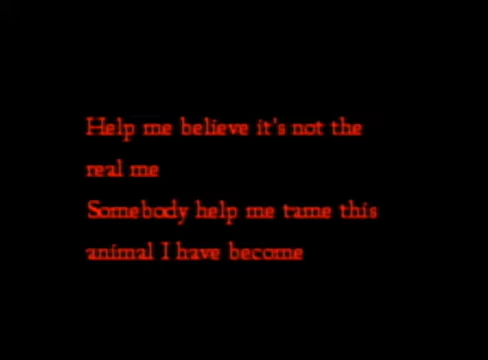 Help me believe it's not the
real me
Somebody help me tame this
animal I have become